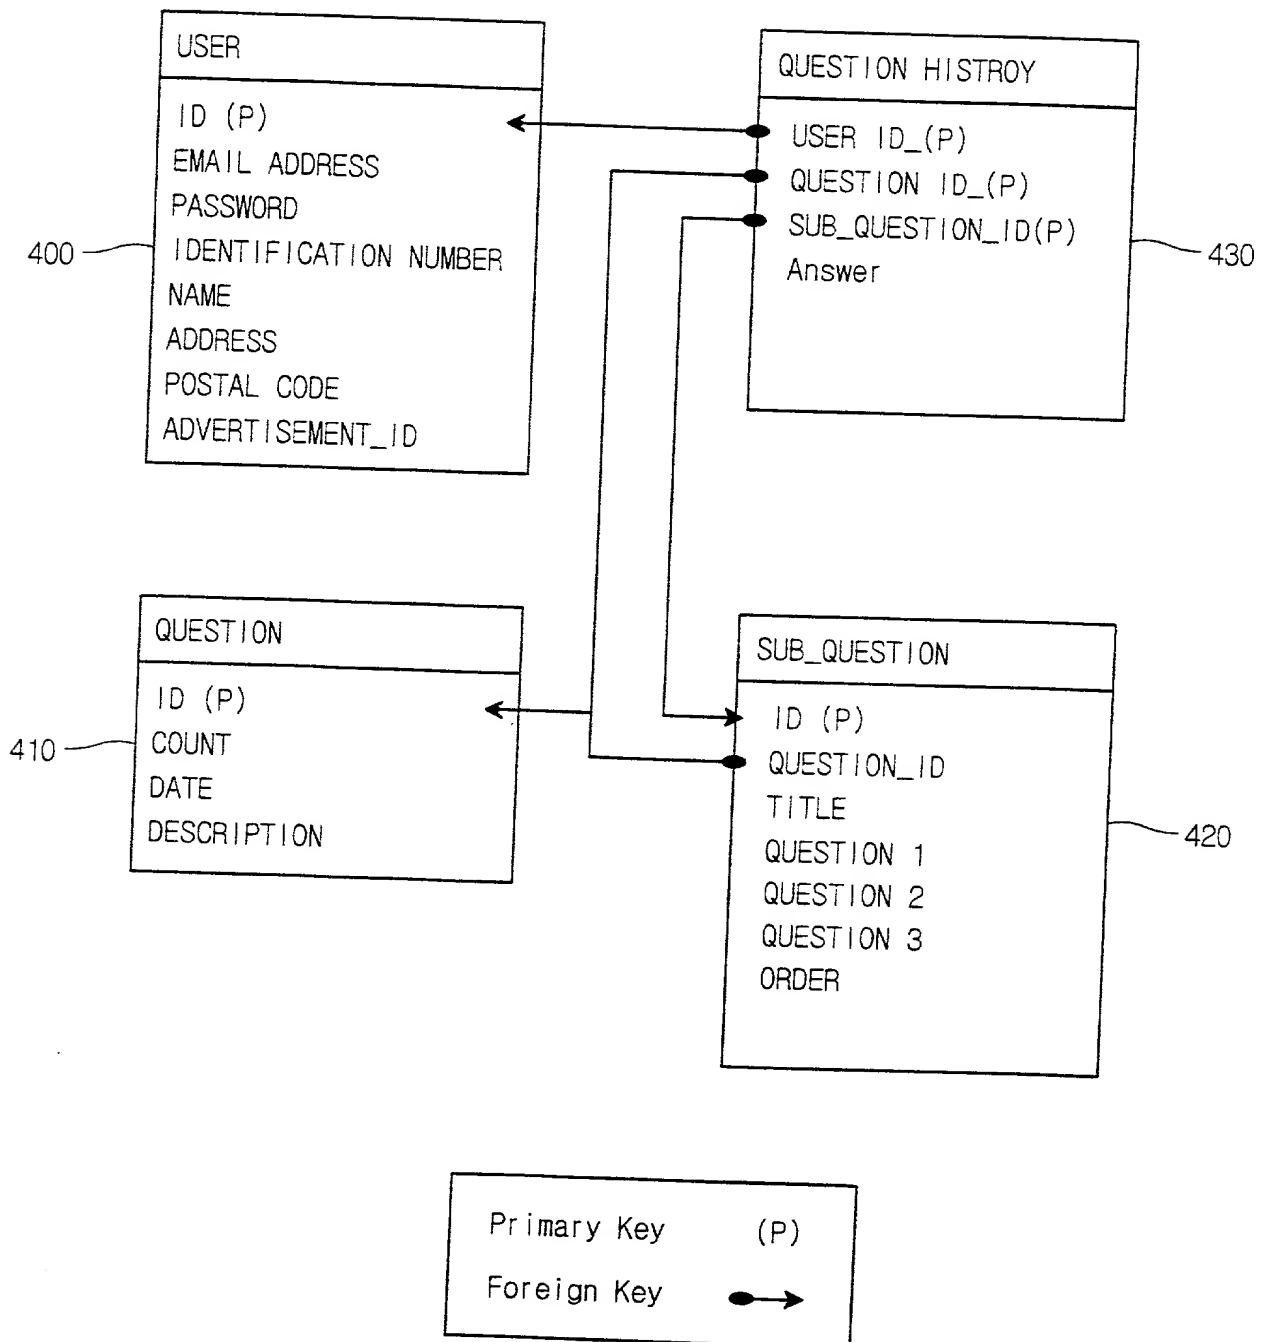 USER
ID (P)
EMAIL ADDRESS
PASSWORD
IDENTIFICATION NUMBER
NAME
ADDRESS
POSTAL CODE
ADVERTISEMENT_ID
400
QUESTION HISTROY
USER ID_(P)
QUESTION ID_(P)
SUB_QUESTION_ID(P)
Answer
430
QUESTION
ID (P)
COUNT
DATE
DESCRIPTION
410
SUB_QUESTION
ID (P)
QUESTION_ID
TITLE
QUESTION 1
QUESTION 2
QUESTION 3
ORDER
420
Primary Key (P)
Foreign Key